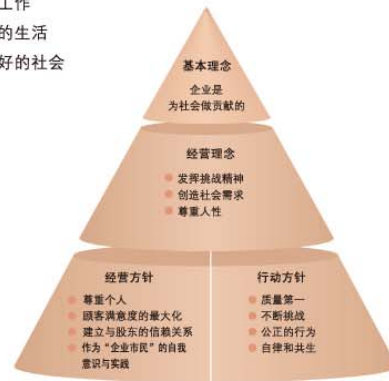 工作
的生活
好的社会
基本理念
企业是
为社会做贡献的
经营理念
发挥挑战精神
创造社会需求
尊重人性
经营方针
尊重个人
顾客满意度的最大化
建立与股东的信赖关系
作为“企业市民”的自我
意识与实践
行动方针
质量第一
不断挑战
公正的行为
自律和共生